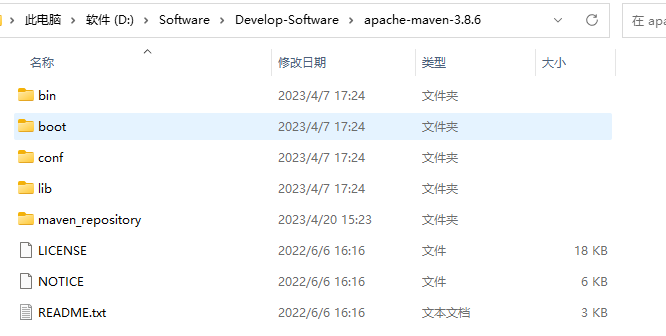 此电脑 > 软件 (D:) > Software > Develop-Software > apache-maven-3.8.6
在 apa
名称 修改日期 类型 大小
bin 2023/4/7 17:24 文件夹
boot 2023/4/7 17:24 文件夹
conf 2023/4/7 17:24 文件夹
lib 2023/4/7 17:24 文件夹
maven_repository 2023/4/20 15:23 文件夹
LICENSE 2022/6/6 16:16 文件 18 KB
NOTICE 2022/6/6 16:16 文件 6 KB
README.txt 2022/6/6 16:16 文本文档 3 KB